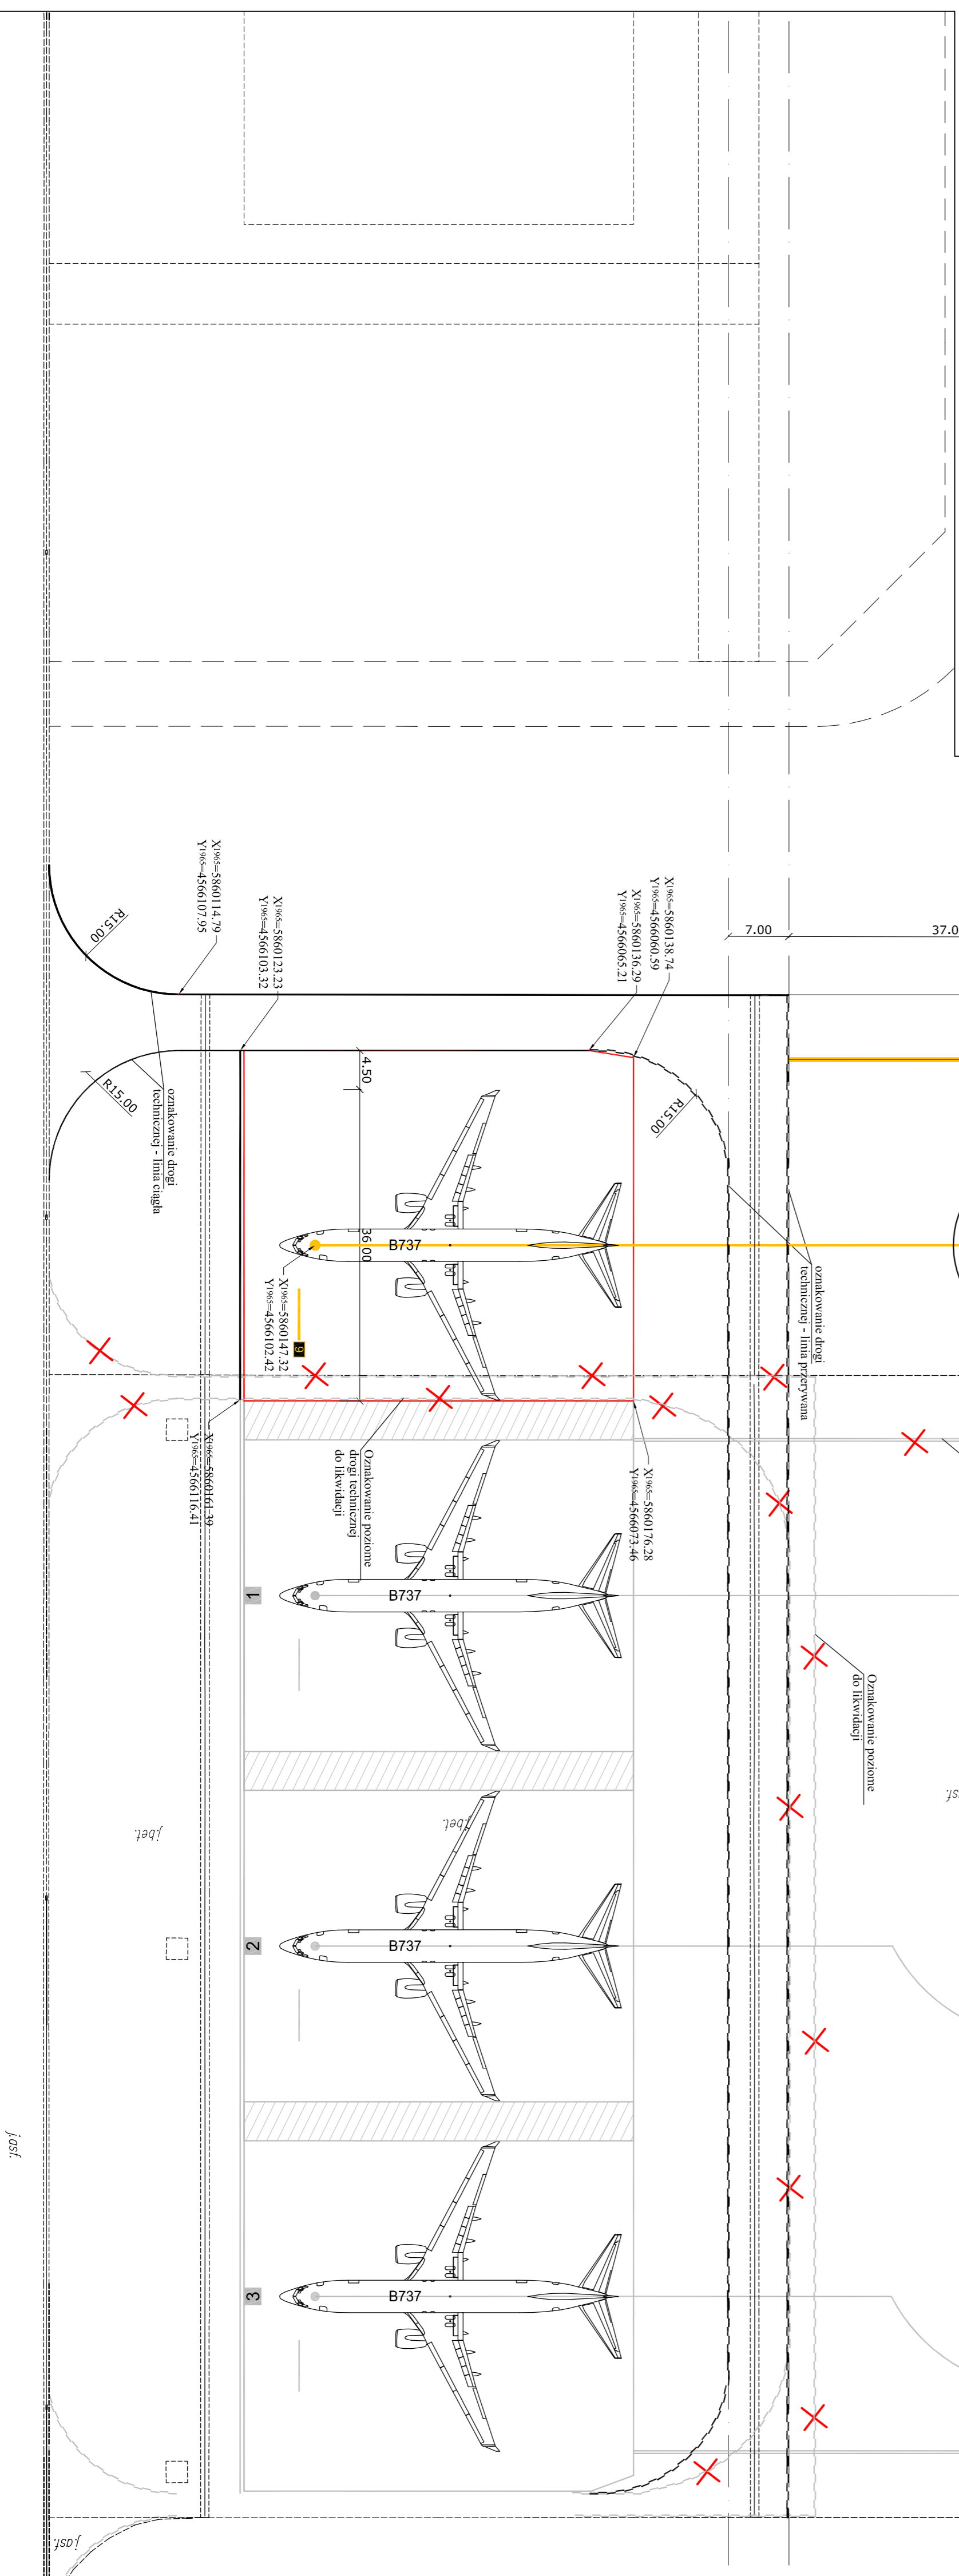 7.00
37.0
X1965=5860114.79
Y1965=4566107.95
X1965=5860123.23
Y1965=4566103.32
X1965=5860138.74
Y1965=4566060.59
X1965=5860136.29
Y1965=4566065.21
R15.00
R15.00
R15.00
4.50
36.00
oznakowanie drogi
technicznej - linia ciągła
oznakowanie drogi
technicznej - linia przerywana
B737
X1965=5860147.32
Y1965=4566102.42
9
X1965=5860161.39
Y1965=4566116.41
X1965=5860176.28
Y1965=4566073.46
Oznakowanie poziome
drogi technicznej
do likwidacji
B737
1
Oznakowanie poziome
do likwidacji
j.bet.
j.bet.
B737
2
B737
3
j.asf.
j.asf.